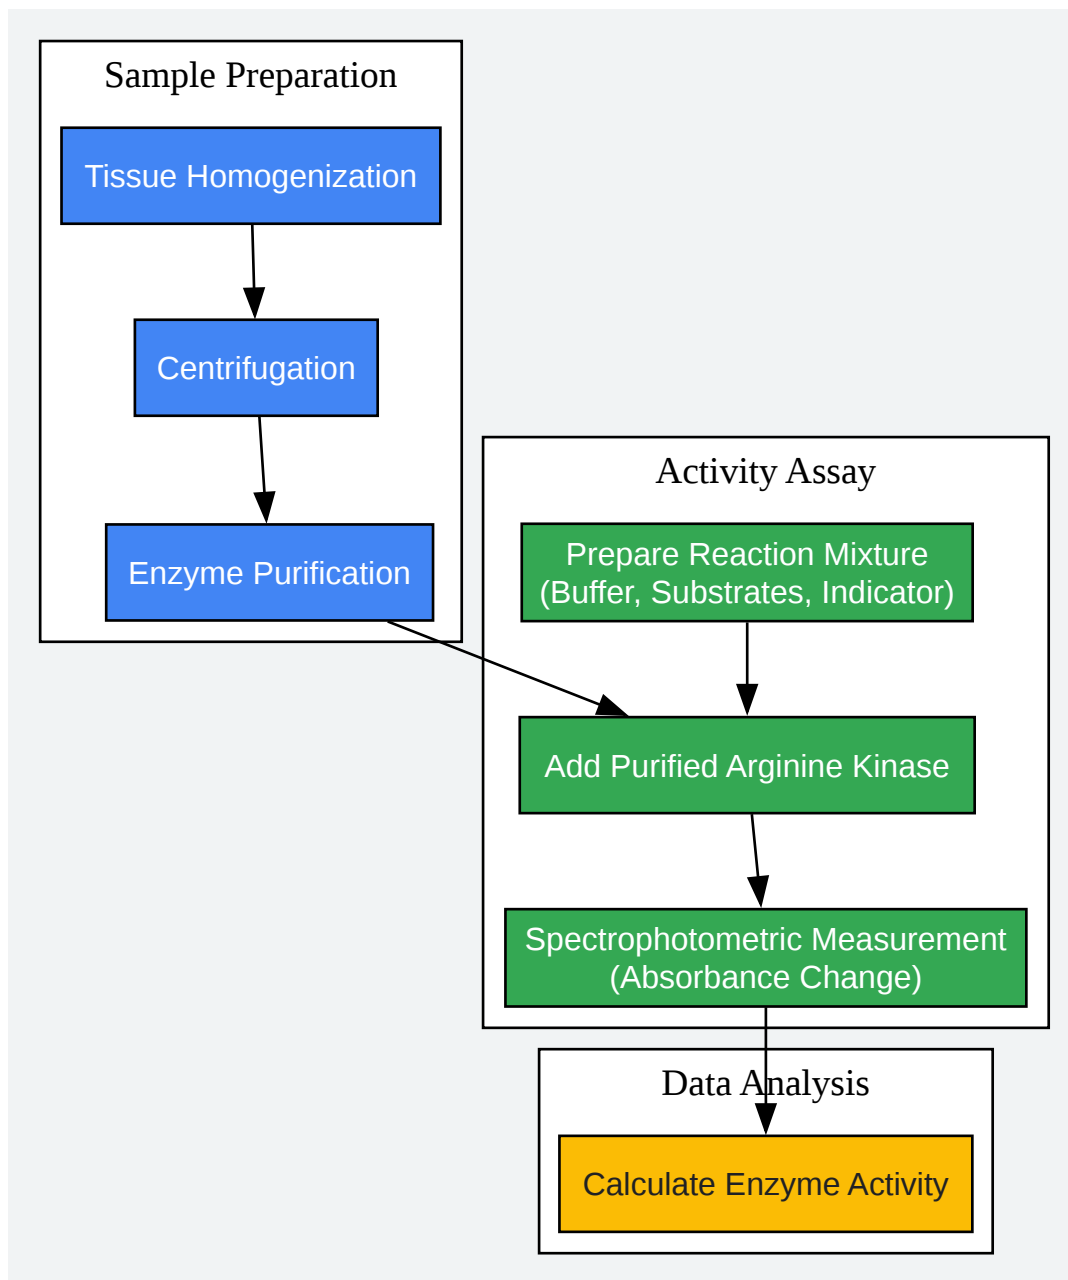 Sample Preparation
Tissue Homogenization
Centrifugation
Enzyme Purification
Activity Assay
Prepare Reaction Mixture
(Buffer, Substrates, Indicator)
Add Purified Arginine Kinase
Spectrophotometric Measurement
(Absorbance Change)
Data Analysis
Calculate Enzyme Activity